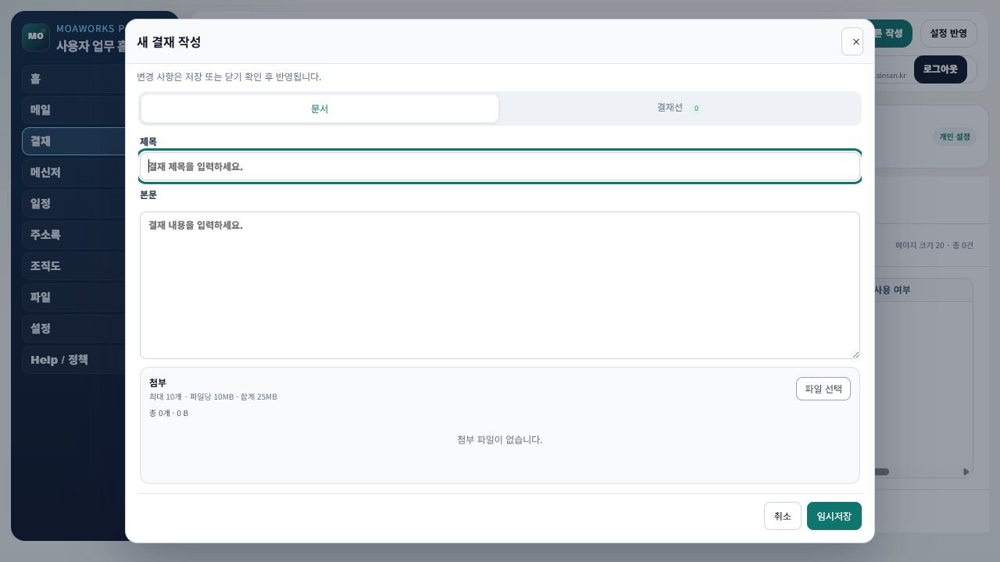 MO
MOAWORKS P
사용자 업무 홈
홈
메일
결재
메신저
일정
주소록
조직도
파일
설정
Help / 정책
른 작성
설정 반영
.sinsan.kr
로그아웃
개인 설정
페이지 크기 20 · 총 0건
사용 여부
새 결재 작성
×
변경 사항은 저장 또는 닫기 확인 후 반영됩니다.
문서
결재선 0
제목
결재 제목을 입력하세요.
본문
결재 내용을 입력하세요.
첨부
최대 10개 · 파일당 10MB · 합계 25MB
총 0개 · 0 B
파일 선택
첨부 파일이 없습니다.
취소
임시저장